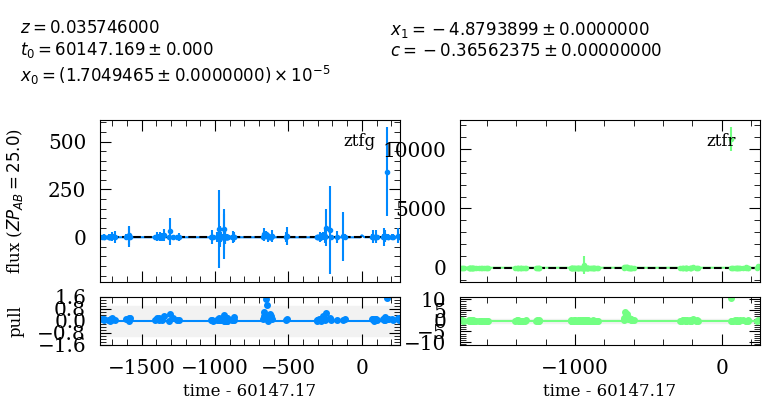 z = 0.035746000
t₀ = 60147.169 ± 0.000
x₀ = (1.7049465 ± 0.0000000) × 10⁻⁵
x₁ = −4.8793899 ± 0.0000000
c = −0.36562375 ± 0.00000000
flux (ZP_AB = 25.0)
500
250
0
ztfg
10000
5000
0
ztfr
pull
1.6
0.8
0.0
−0.8
−1.6
10
5
0
−5
−10
−1500 −1000 −500 0
time - 60147.17
−1000 0
time - 60147.17